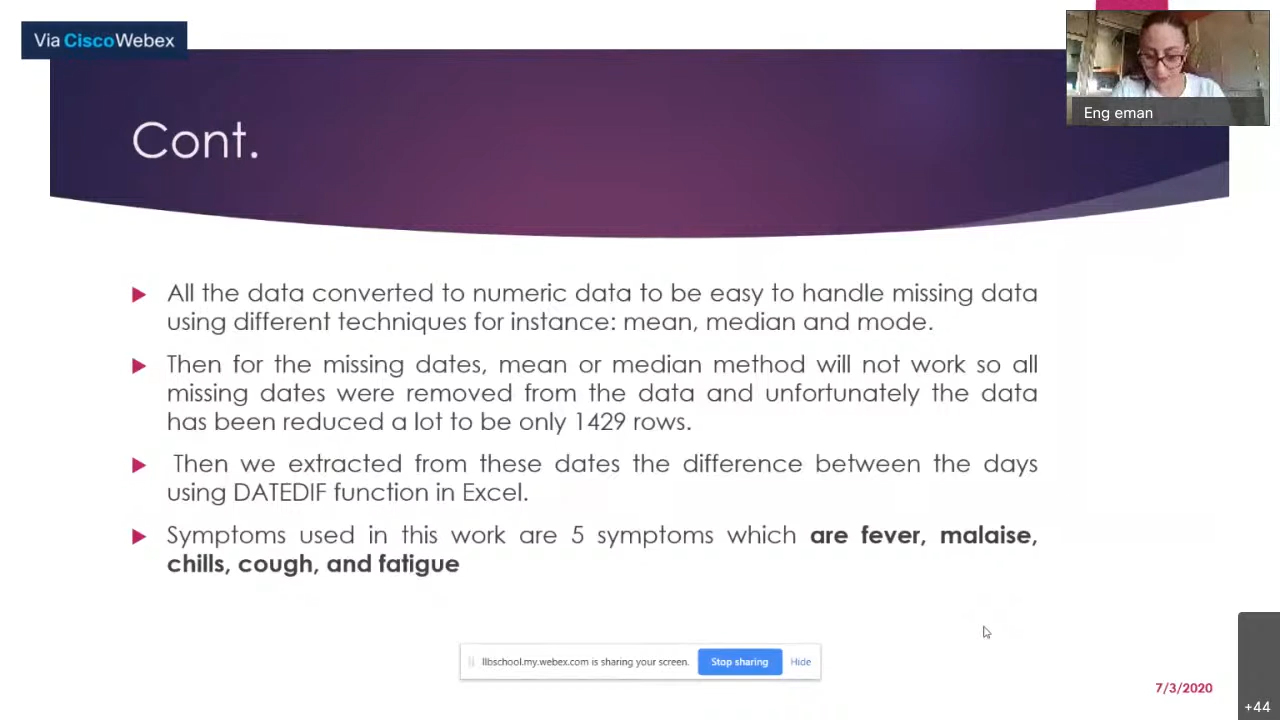 Via CiscoWebex
Eng eman
Cont.
All the data converted to numeric data to be easy to handle missing data
using different techniques for instance: mean, median and mode.
Then for the missing dates, mean or median method will not work so all
missing dates were removed from the data and unfortunately the data
has been reduced a lot to be only 1429 rows.
Then we extracted from these dates the difference between the days
using DATEDIF function in Excel.
Symptoms used in this work are 5 symptoms which are fever, malaise,
chills, cough, and fatigue
llbschool.my.webex.com is sharing your screen. Stop sharing Hide
7/3/2020
+44